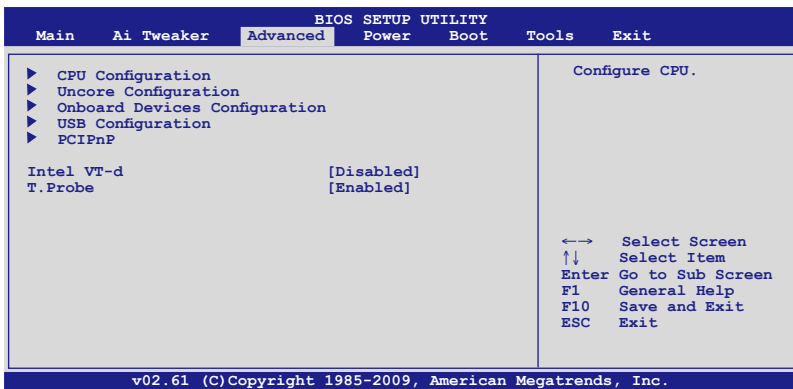 BIOS SETUP UTILITY
Main Ai Tweaker Advanced Power Boot Tools Exit
CPU Configuration
Uncore Configuration
Onboard Devices Configuration
USB Configuration
PCIPnP
Intel VT-d [Disabled]
T.Probe [Enabled]
Configure CPU.
←→ Select Screen
↑↓ Select Item
Enter Go to Sub Screen
F1 General Help
F10 Save and Exit
ESC Exit
v02.61 (C)Copyright 1985-2009, American Megatrends, Inc.